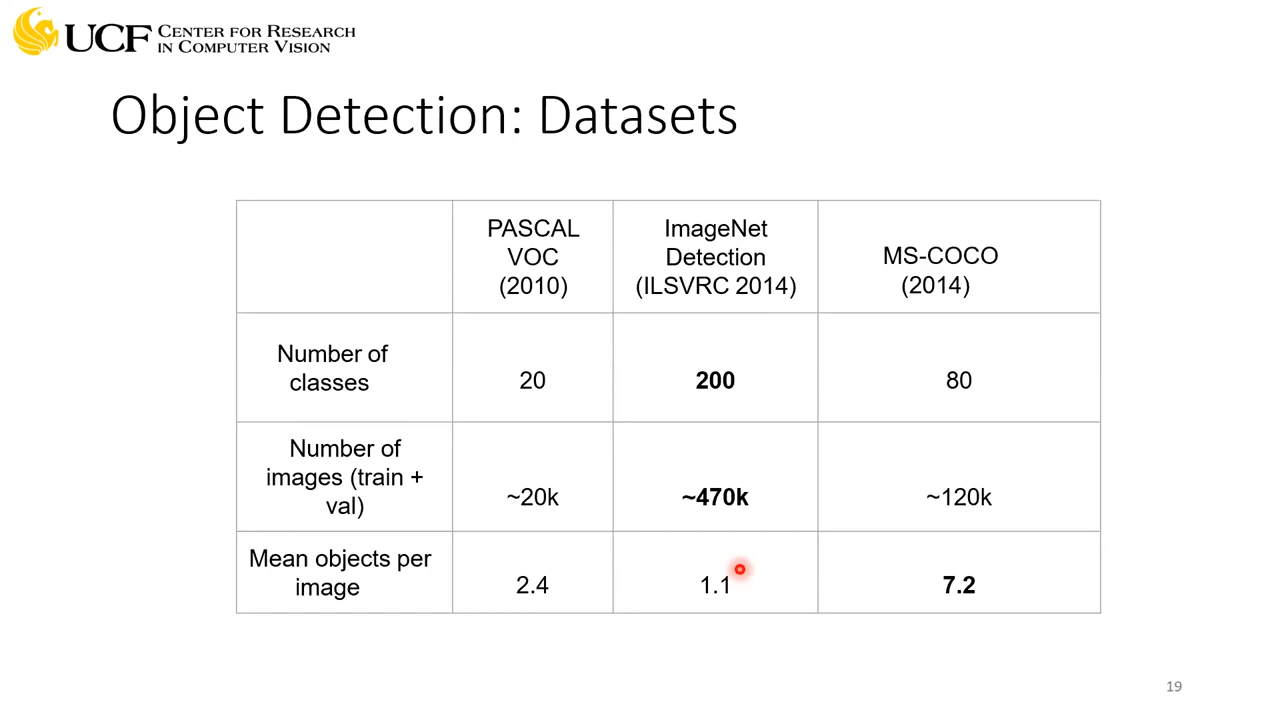 UCF CENTER FOR RESEARCH
IN COMPUTER VISION
Object Detection: Datasets
PASCAL
VOC
(2010)
ImageNet
Detection
(ILSVRC 2014)
MS-COCO
(2014)
Number of
classes
20
200
80
Number of
images (train +
val)
~20k
~470k
~120k
Mean objects per
image
2.4
1.1
7.2
19